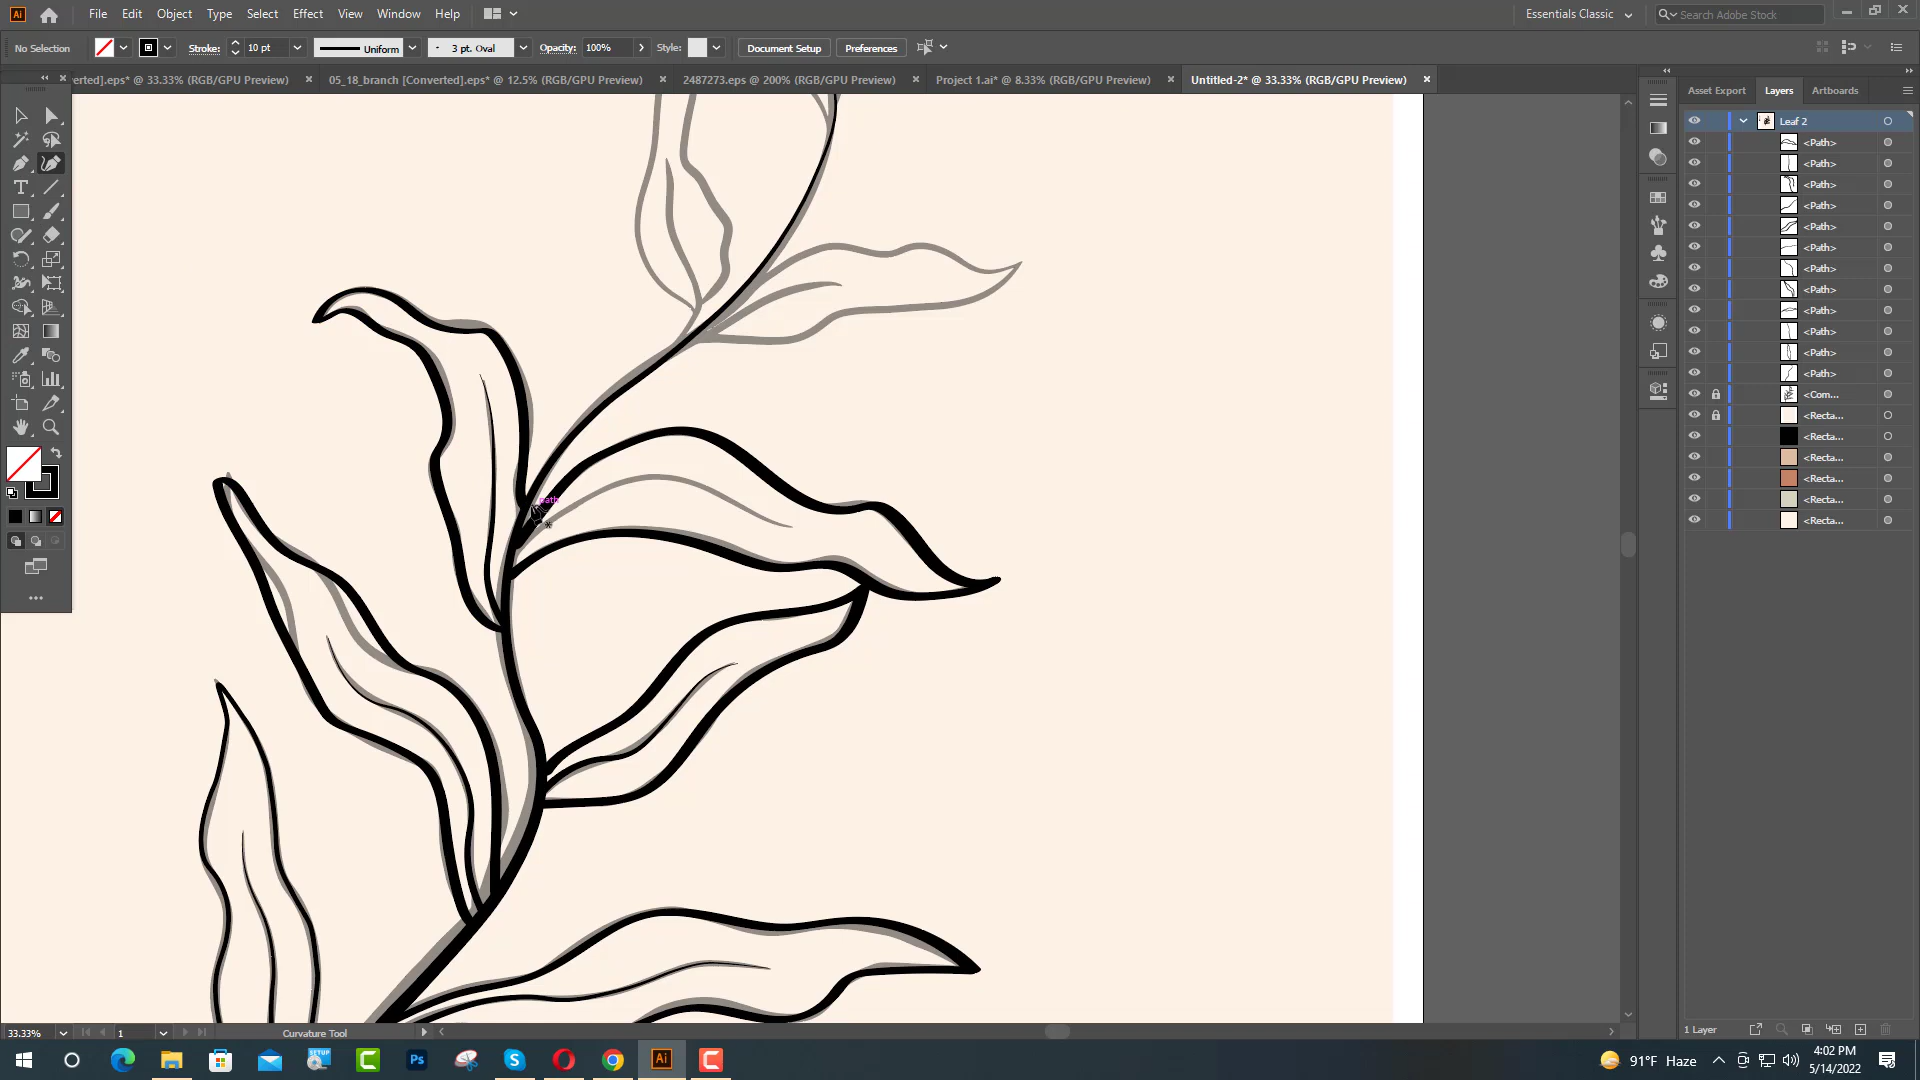 Ai File Edit Object Type Select Effect View Window Help Essentials Classic Search Adobe Stock
No Selection Stroke: 10 pt Uniform 3 pt. Oval Opacity: 100% Style: Document Setup Preferences
erted].eps* @ 33.33% (RGB/GPU Preview) 05_18_branch [Converted].eps* @ 12.5% (RGB/GPU Preview) 2487273.eps @ 200% (RGB/GPU Preview) Project 1.ai* @ 8.33% (RGB/GPU Preview) Untitled-2* @ 33.33% (RGB/GPU Preview)
Asset Export Layers Artboards
Leaf 2
<Path>
<Path>
<Path>
<Path>
<Path>
<Path>
<Path>
<Path>
<Path>
<Path>
<Path>
<Path>
<Com...
<Recta...
<Recta...
<Recta...
<Recta...
<Recta...
<Recta...
path
33.33% 1 Curvature Tool 1 Layer
SETUP Ps Ai 91°F Haze 4:02 PM
5/14/2022